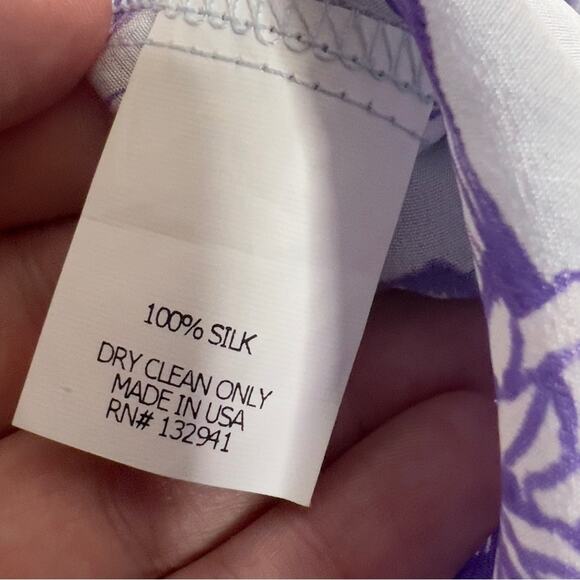 100% SILK
DRY CLEAN ONLY
MADE IN USA
RN# 132941